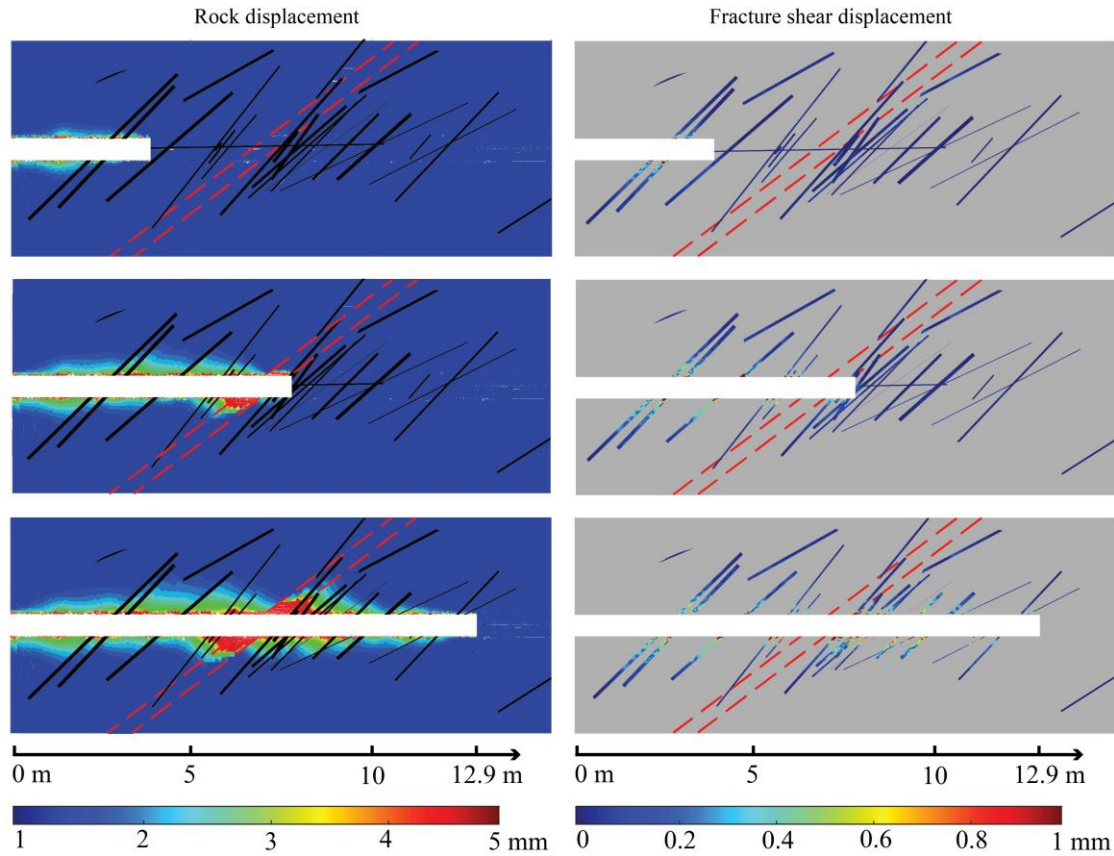 Rock displacement
Fracture shear displacement
0 m 5 10 12.9 m
0 m 5 10 12.9 m
1 2 3 4 5 mm
0 0.2 0.4 0.6 0.8 1 mm